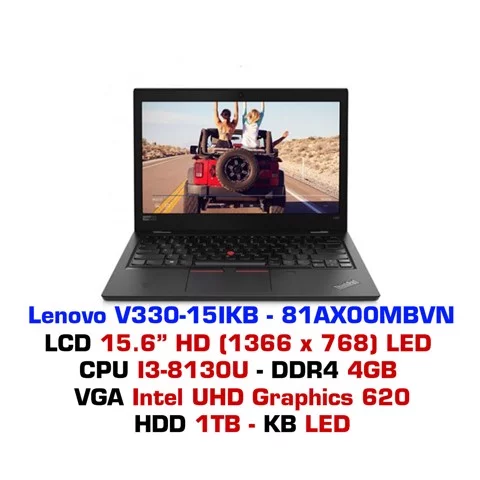 Lenovo V330-15IKB - 81AX00MBVN
LCD 15.6” HD (1366 x 768) LED
CPU I3-8130U - DDR4 4GB
VGA Intel UHD Graphics 620
HDD 1TB - KB LED